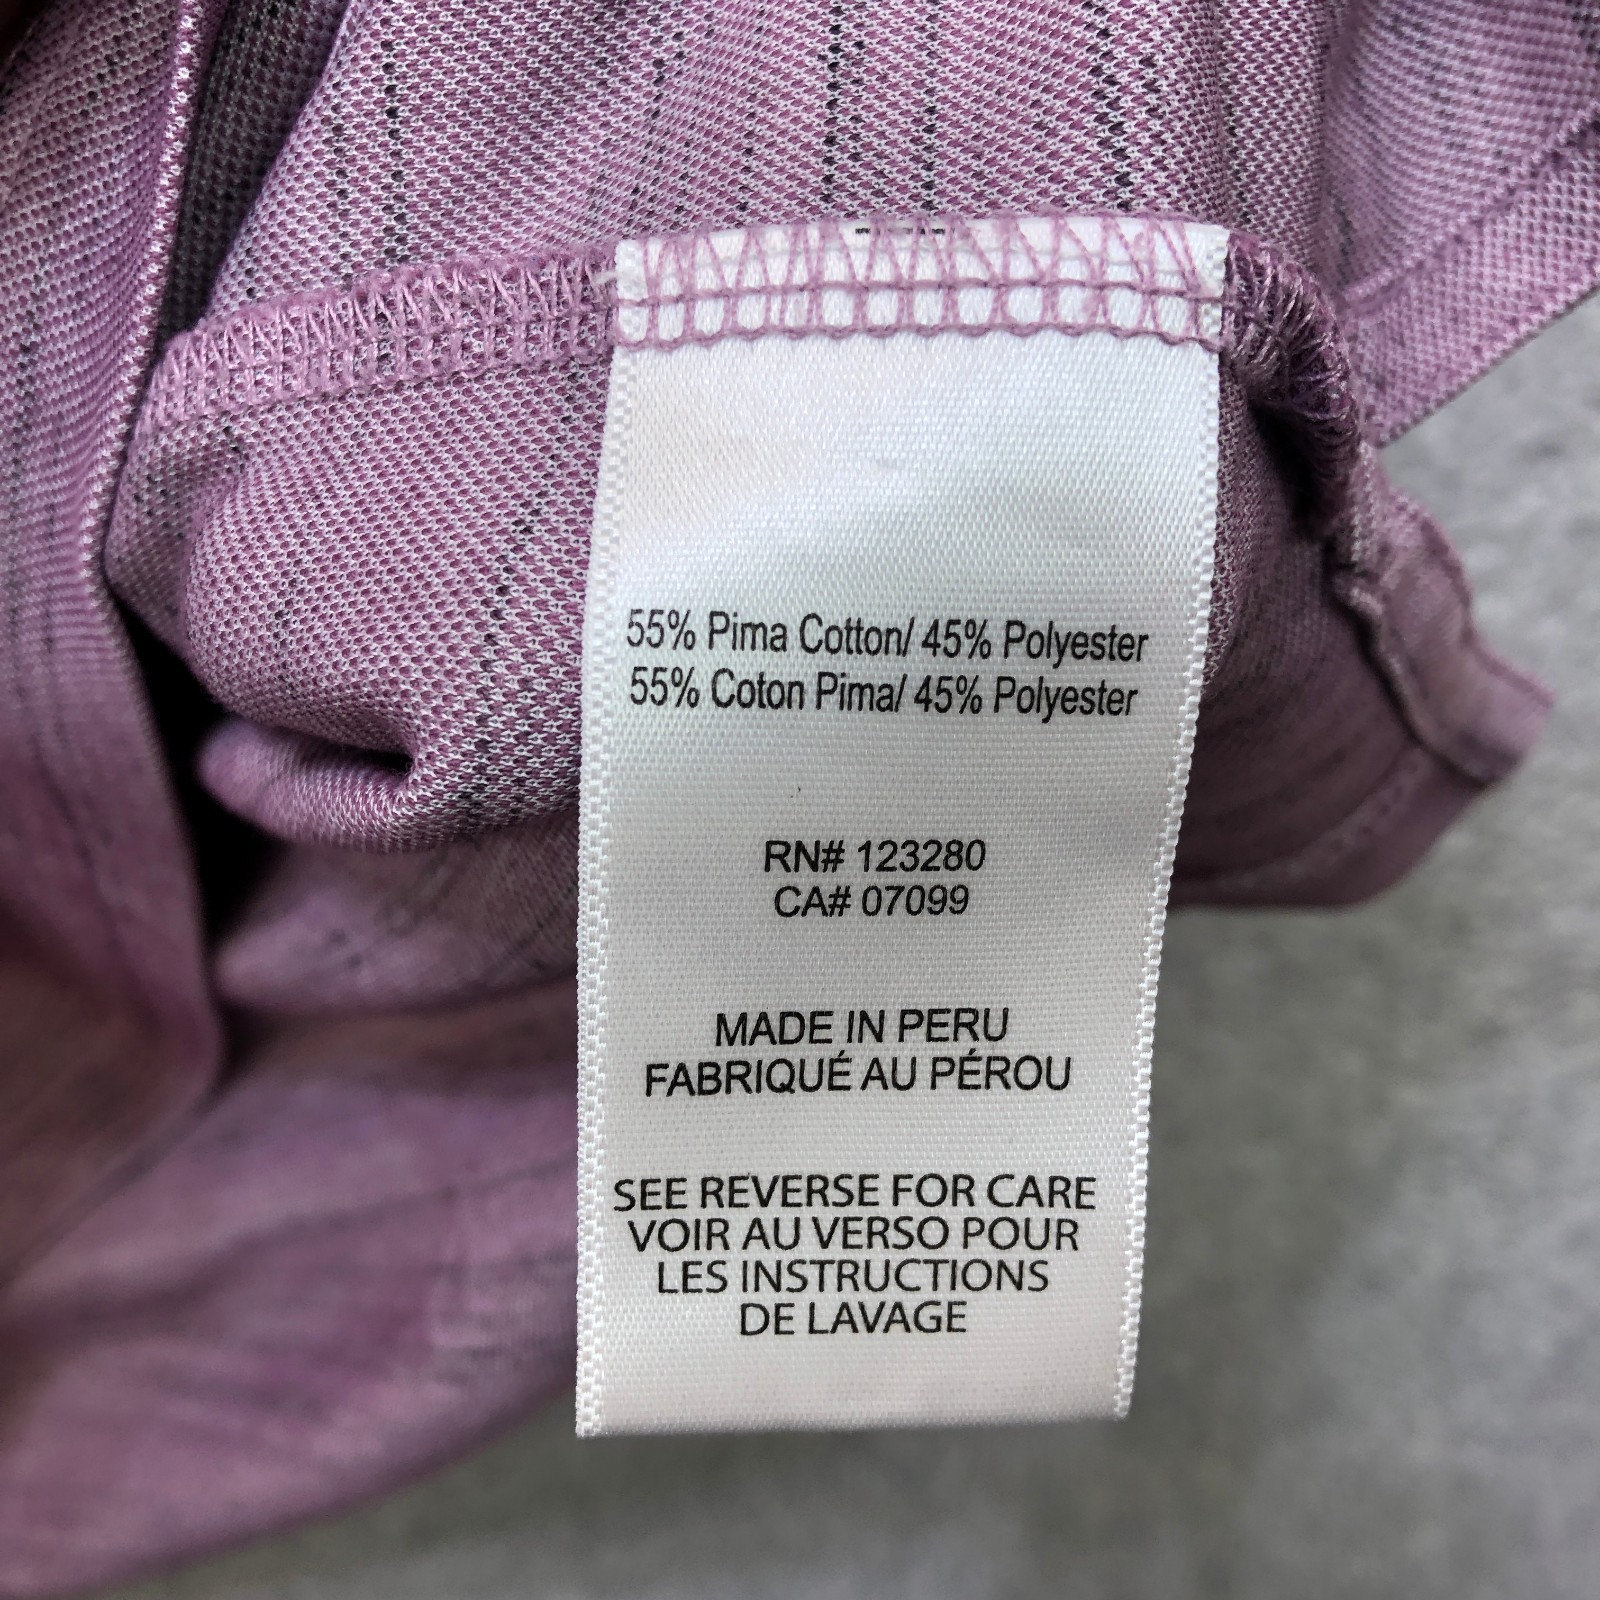 55% Pima Cotton/ 45% Polyester
55% Coton Pima/ 45% Polyester
RN# 123280
CA# 07099
MADE IN PERU
FABRIQUÉ AU PÉROU
SEE REVERSE FOR CARE
VOIR AU VERSO POUR
LES INSTRUCTIONS
DE LAVAGE